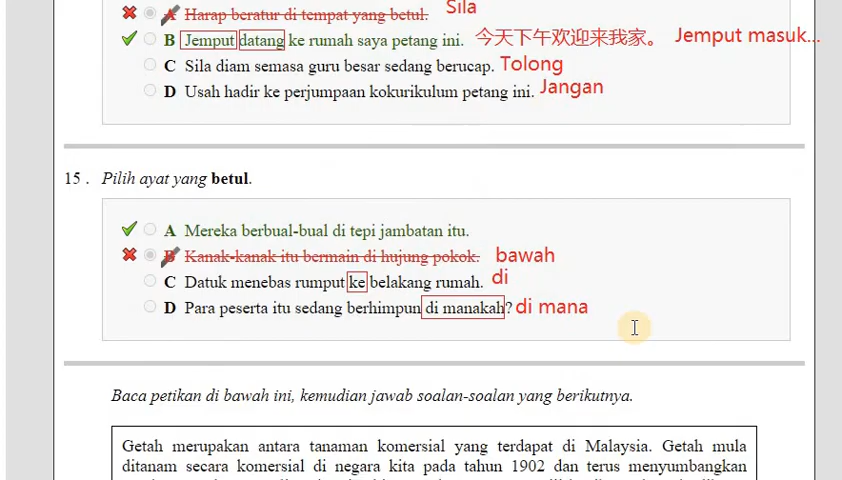 A Harap beratur di tempat yang betul. Sila
B Jemput datang ke rumah saya petang ini. 今天下午欢迎来我家。 Jemput masuk...
C Sila diam semasa guru besar sedang berucap. Tolong
D Usah hadir ke perjumpaan kokurikulum petang ini. Jangan
15 . Pilih ayat yang betul.
A Mereka berbual-bual di tepi jambatan itu.
B Kanak-kanak itu bermain di hujung pokok. bawah
C Datuk menebas rumput ke belakang rumah. di
D Para peserta itu sedang berhimpun di manakah? di mana
Baca petikan di bawah ini, kemudian jawab soalan-soalan yang berikutnya.
Getah merupakan antara tanaman komersial yang terdapat di Malaysia. Getah mula
ditanam secara komersial di negara kita pada tahun 1902 dan terus menyumbangkan